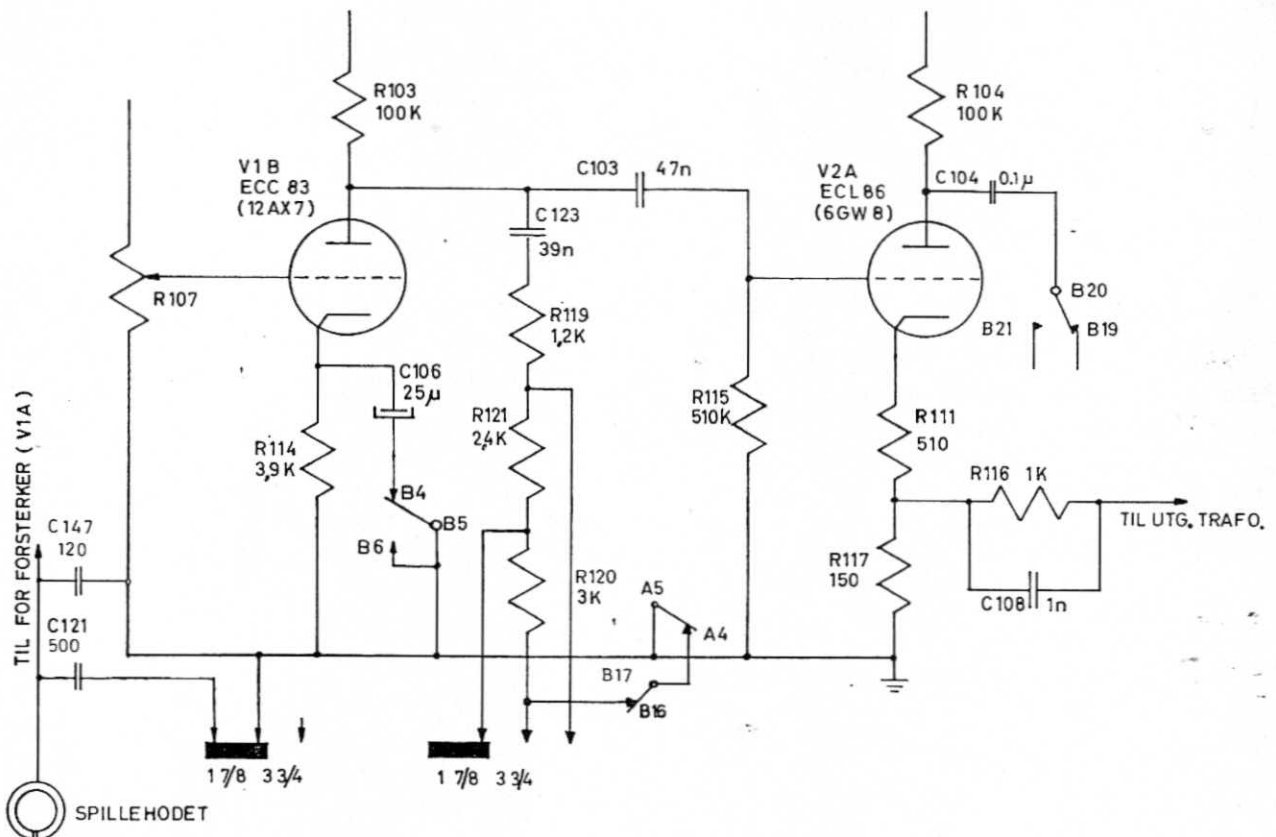 R103
100K
R104
100K
V1B
ECC 83
(12AX7)
C103 47n
V2A
ECL86
(6GW8)
C104 0.1µ
C123
39n
R107
R119
1,2K
B20
B21
B19
C106
25µ
R115
510K
R121
2,4K
R111
510
R114
3,9K
R116 1K
B4
B5
B6
TIL UTG. TRAFO.
TIL FOR FORSTERKER (V1A)
C147
120
R120
3K
R117
150
A5
A4
C108 1n
C121
500
B17
B16
1 7/8 3 3/4
1 7/8 3 3/4
SPILLEHODET